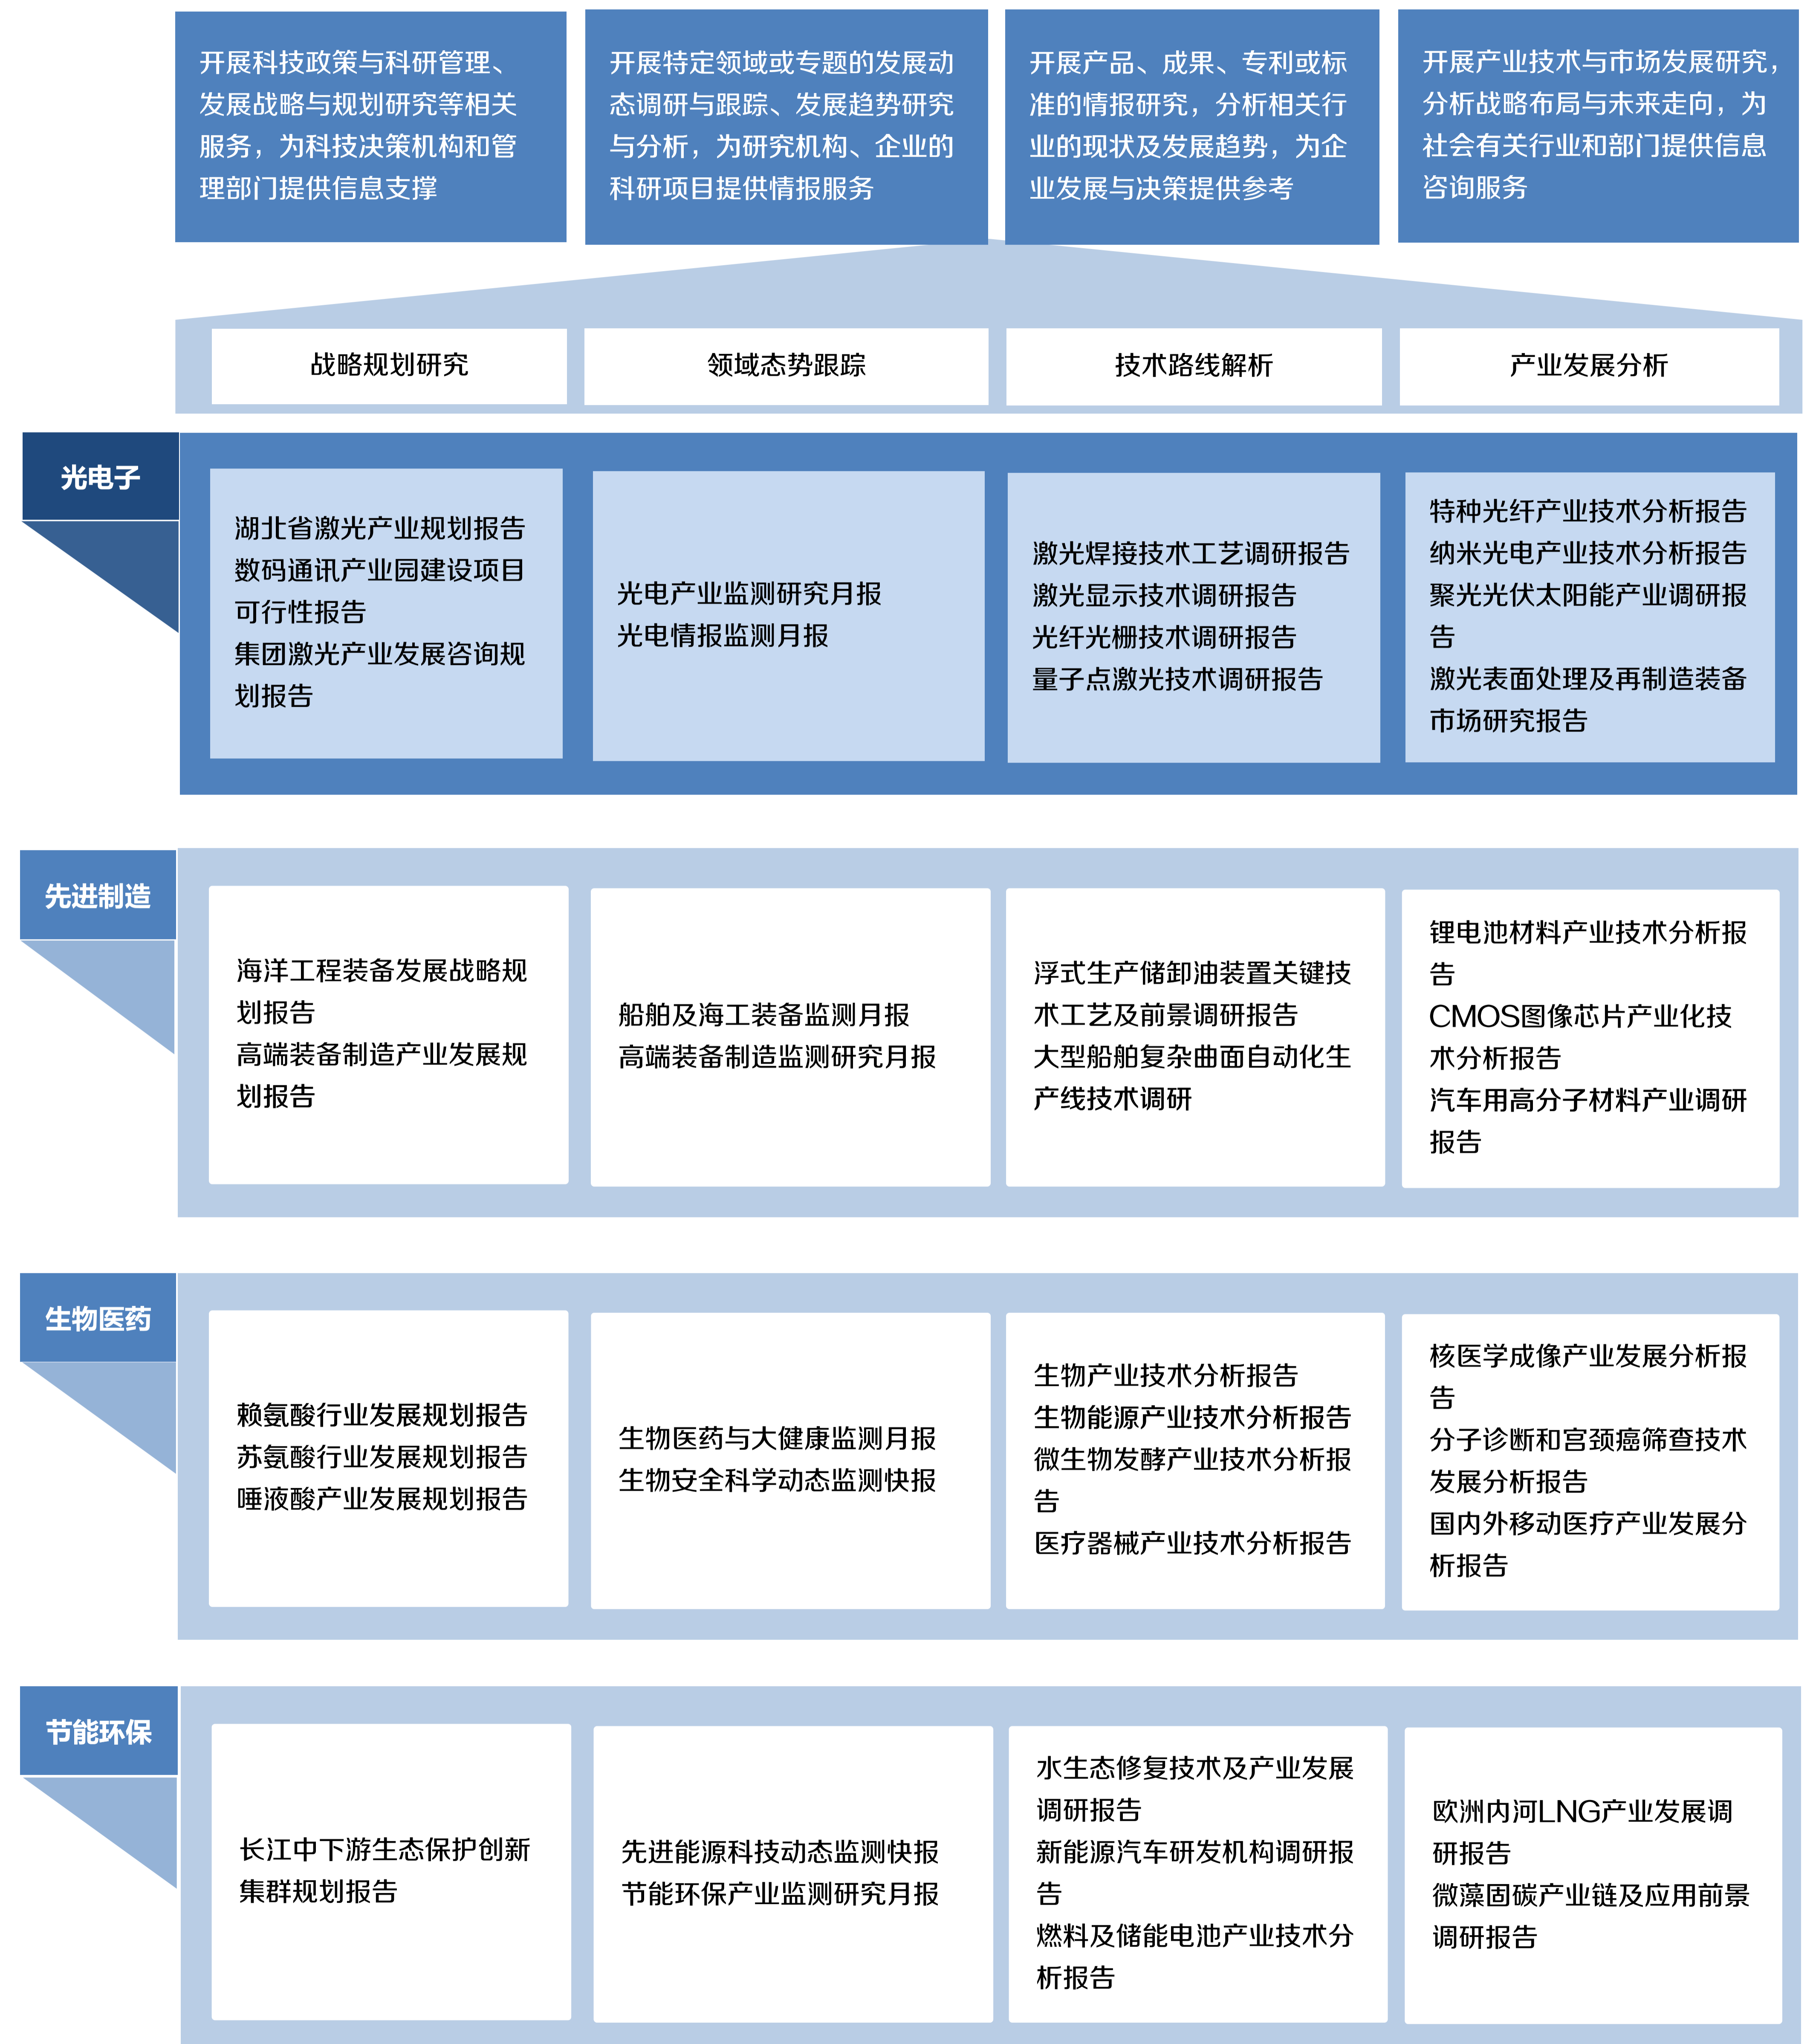 开展科技政策与科研管理、
发展战略与规划研究等相关
服务，为科技决策机构和管
理部门提供信息支撑
开展特定领域或专题的发展动
态调研与跟踪、发展趋势研究
与分析，为研究机构、企业的
科研项目提供情报服务
开展产品、成果、专利或标
准的情报研究，分析相关行
业的现状及发展趋势，为企
业发展与决策提供参考
开展产业技术与市场发展研究，
分析战略布局与未来走向，为
社会有关行业和部门提供信息
咨询服务
战略规划研究
领域态势跟踪
技术路线解析
产业发展分析
光电子
湖北省激光产业规划报告
数码通讯产业园建设项目
可行性报告
集团激光产业发展咨询规
划报告
光电产业监测研究月报
光电情报监测月报
激光焊接技术工艺调研报告
激光显示技术调研报告
光纤光栅技术调研报告
量子点激光技术调研报告
特种光纤产业技术分析报告
纳米光电产业技术分析报告
聚光光伏太阳能产业调研报
告
激光表面处理及再制造装备
市场研究报告
先进制造
海洋工程装备发展战略规
划报告
高端装备制造产业发展规
划报告
船舶及海工装备监测月报
高端装备制造监测研究月报
浮式生产储卸油装置关键技
术工艺及前景调研报告
大型船舶复杂曲面自动化生
产线技术调研
锂电池材料产业技术分析报
告
CMOS图像芯片产业化技
术分析报告
汽车用高分子材料产业调研
报告
生物医药
赖氨酸行业发展规划报告
苏氨酸行业发展规划报告
唾液酸产业发展规划报告
生物医药与大健康监测月报
生物安全科学动态监测快报
生物产业技术分析报告
生物能源产业技术分析报告
微生物发酵产业技术分析报
告
医疗器械产业技术分析报告
核医学成像产业发展分析报
告
分子诊断和宫颈癌筛查技术
发展分析报告
国内外移动医疗产业发展分
析报告
节能环保
长江中下游生态保护创新
集群规划报告
先进能源科技动态监测快报
节能环保产业监测研究月报
水生态修复技术及产业发展
调研报告
新能源汽车研发机构调研报
告
燃料及储能电池产业技术分
析报告
欧洲内河LNG产业发展调
研报告
微藻固碳产业链及应用前景
调研报告